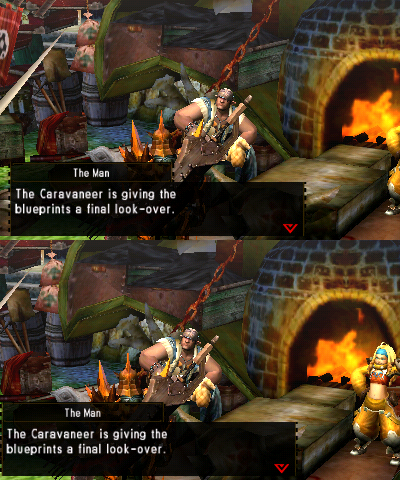 The Man
The Caravaneer is giving the
blueprints a final look-over.
The Man
The Caravaneer is giving the
blueprints a final look-over.